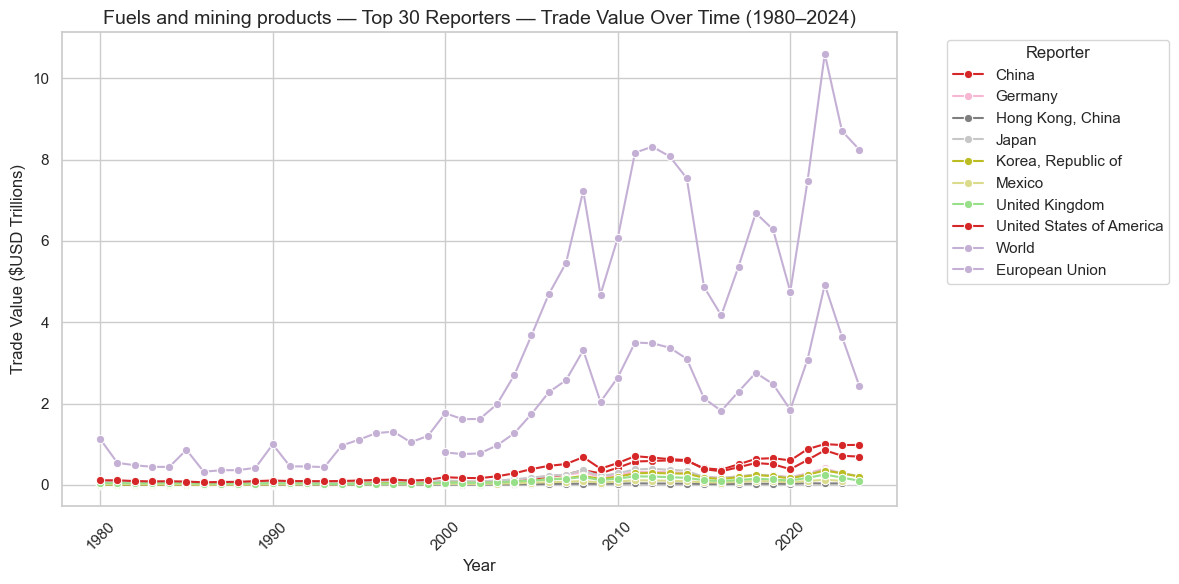 Fuels and mining products — Top 30 Reporters — Trade Value Over Time (1980–2024)
Trade Value ($USD Trillions)
10
8
6
4
2
0
1980
1990
2000
2010
2020
Year
Reporter
China
Germany
Hong Kong, China
Japan
Korea, Republic of
Mexico
United Kingdom
United States of America
World
European Union